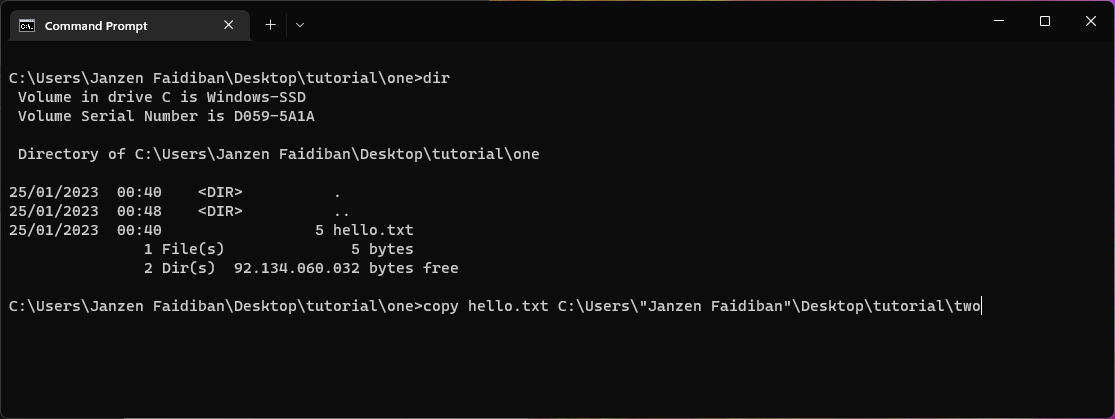 Command Prompt
C:\Users\Janzen Faidiban\Desktop\tutorial\one>dir
Volume in drive C is Windows-SSD
Volume Serial Number is D059-5A1A
Directory of C:\Users\Janzen Faidiban\Desktop\tutorial\one
25/01/2023  00:40    <DIR>          .
25/01/2023  00:48    <DIR>          ..
25/01/2023  00:40                 5 hello.txt
1 File(s)              5 bytes
2 Dir(s)  92.134.060.032 bytes free
C:\Users\Janzen Faidiban\Desktop\tutorial\one>copy hello.txt C:\Users\"Janzen Faidiban"\Desktop\tutorial\two